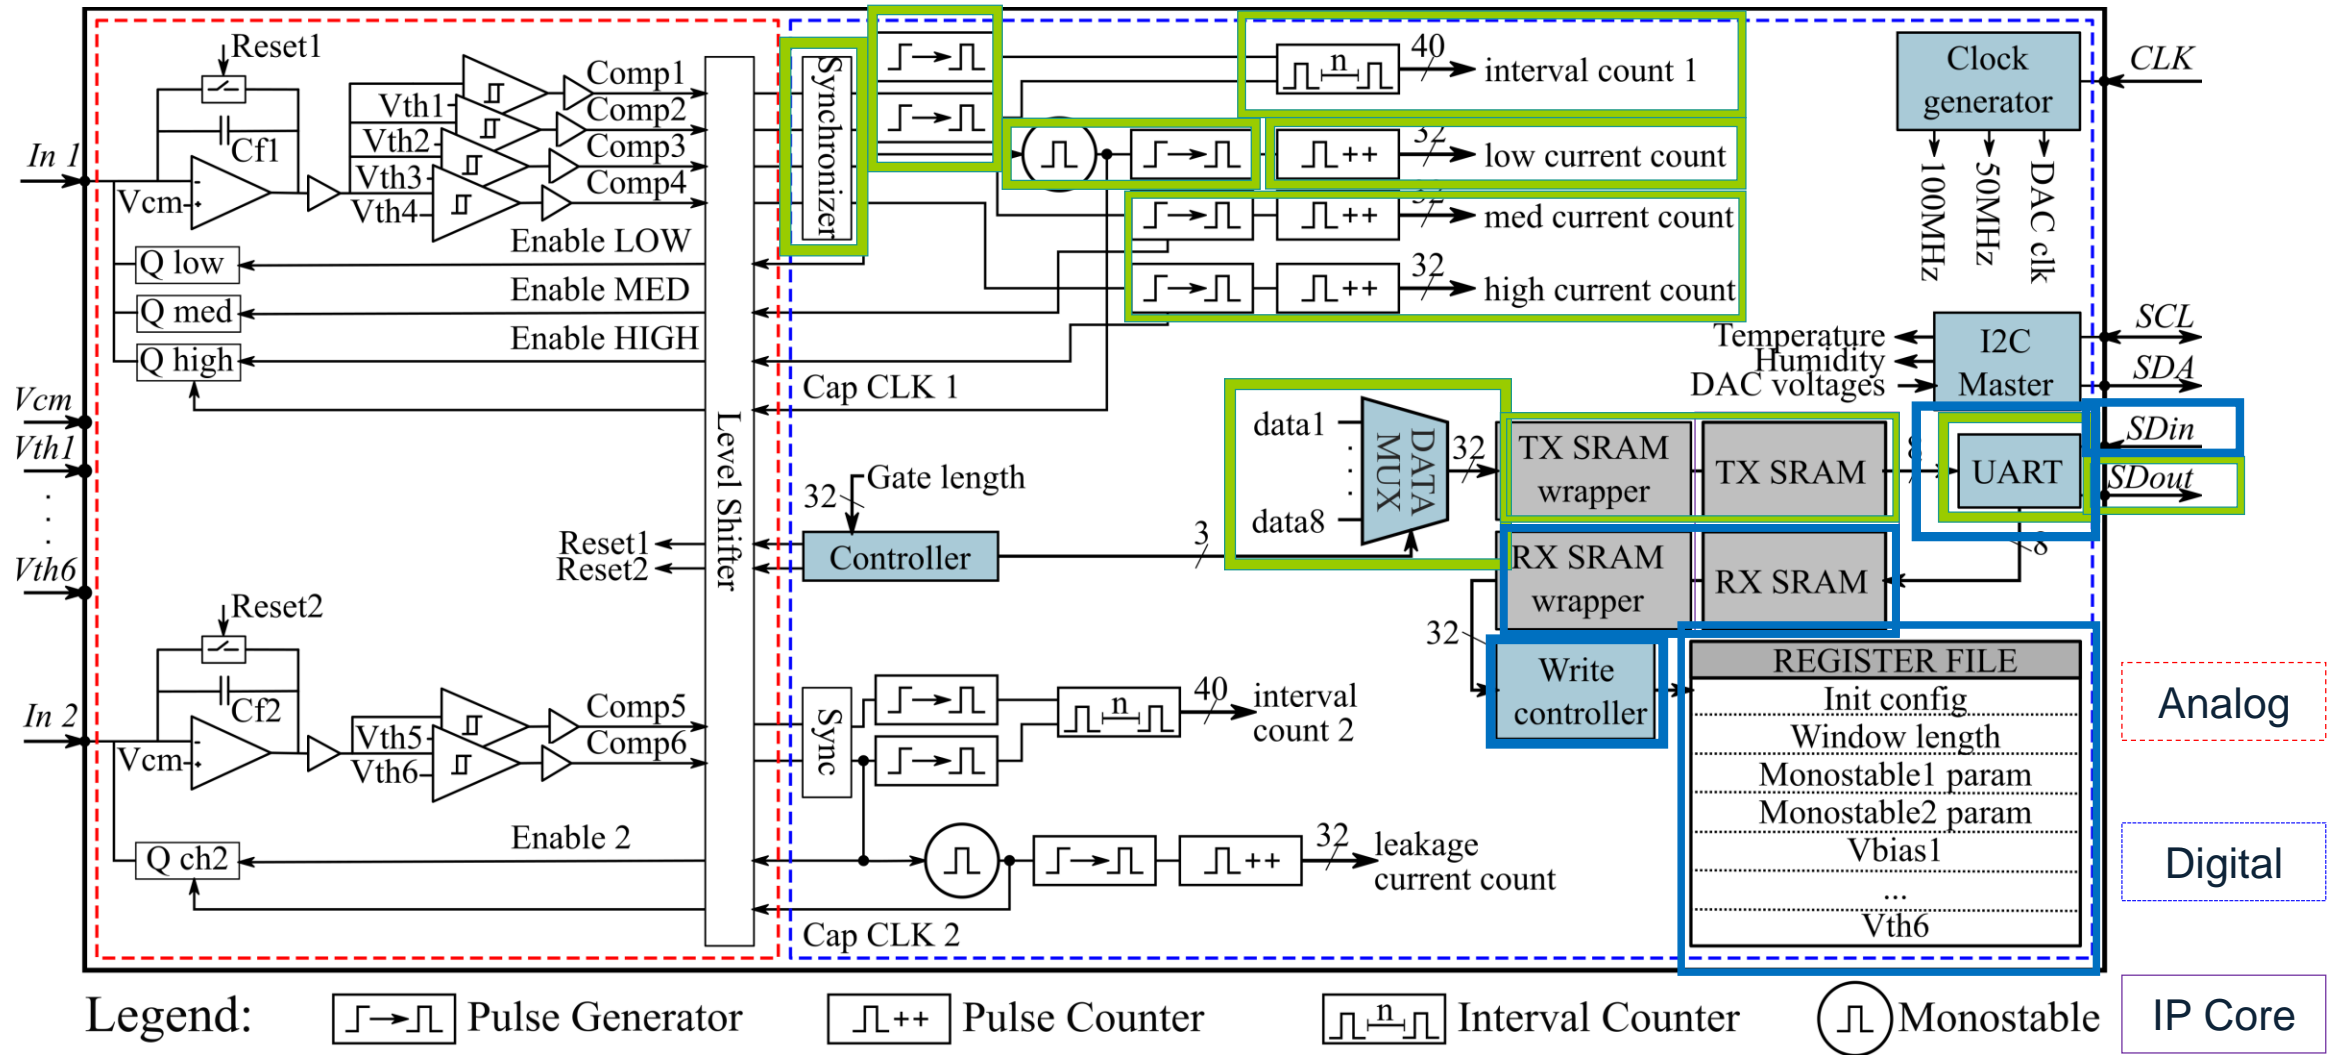 Reset1
Vth1
Vth2
Vth3
Vth4
Cf1
In 1
Vcm
Comp1
Comp2
Comp3
Comp4
Enable LOW
Q low
Enable MED
Q med
Enable HIGH
Q high
Synchronizer
n
40
interval count 1
++
32
low current count
++
32
med current count
++
32
high current count
Clock
generator
CLK
100MHz
50MHz
DAC clk
Temperature
Humidity
DAC voltages
I2C
Master
SCL
SDA
SDin
SDout
Cap CLK 1
Level Shifter
Vcm
Vth1
Vth6
data1
data8
DATA
MUX
32
TX SRAM
wrapper
TX SRAM
8
UART
8
Gate length
32
Reset1
Reset2
Controller
3
RX SRAM
wrapper
RX SRAM
32
Write
controller
REGISTER FILE
Init config
Window length
Monostable1 param
Monostable2 param
Vbias1
...
Vth6
Reset2
Cf2
In 2
Vcm
Vth5
Vth6
Comp5
Comp6
Sync
n
40
interval
count 2
Enable 2
Q ch2
++
32
leakage
current count
Cap CLK 2
Analog
Digital
IP Core
Legend:
Pulse Generator
++
Pulse Counter
n
Interval Counter
Monostable